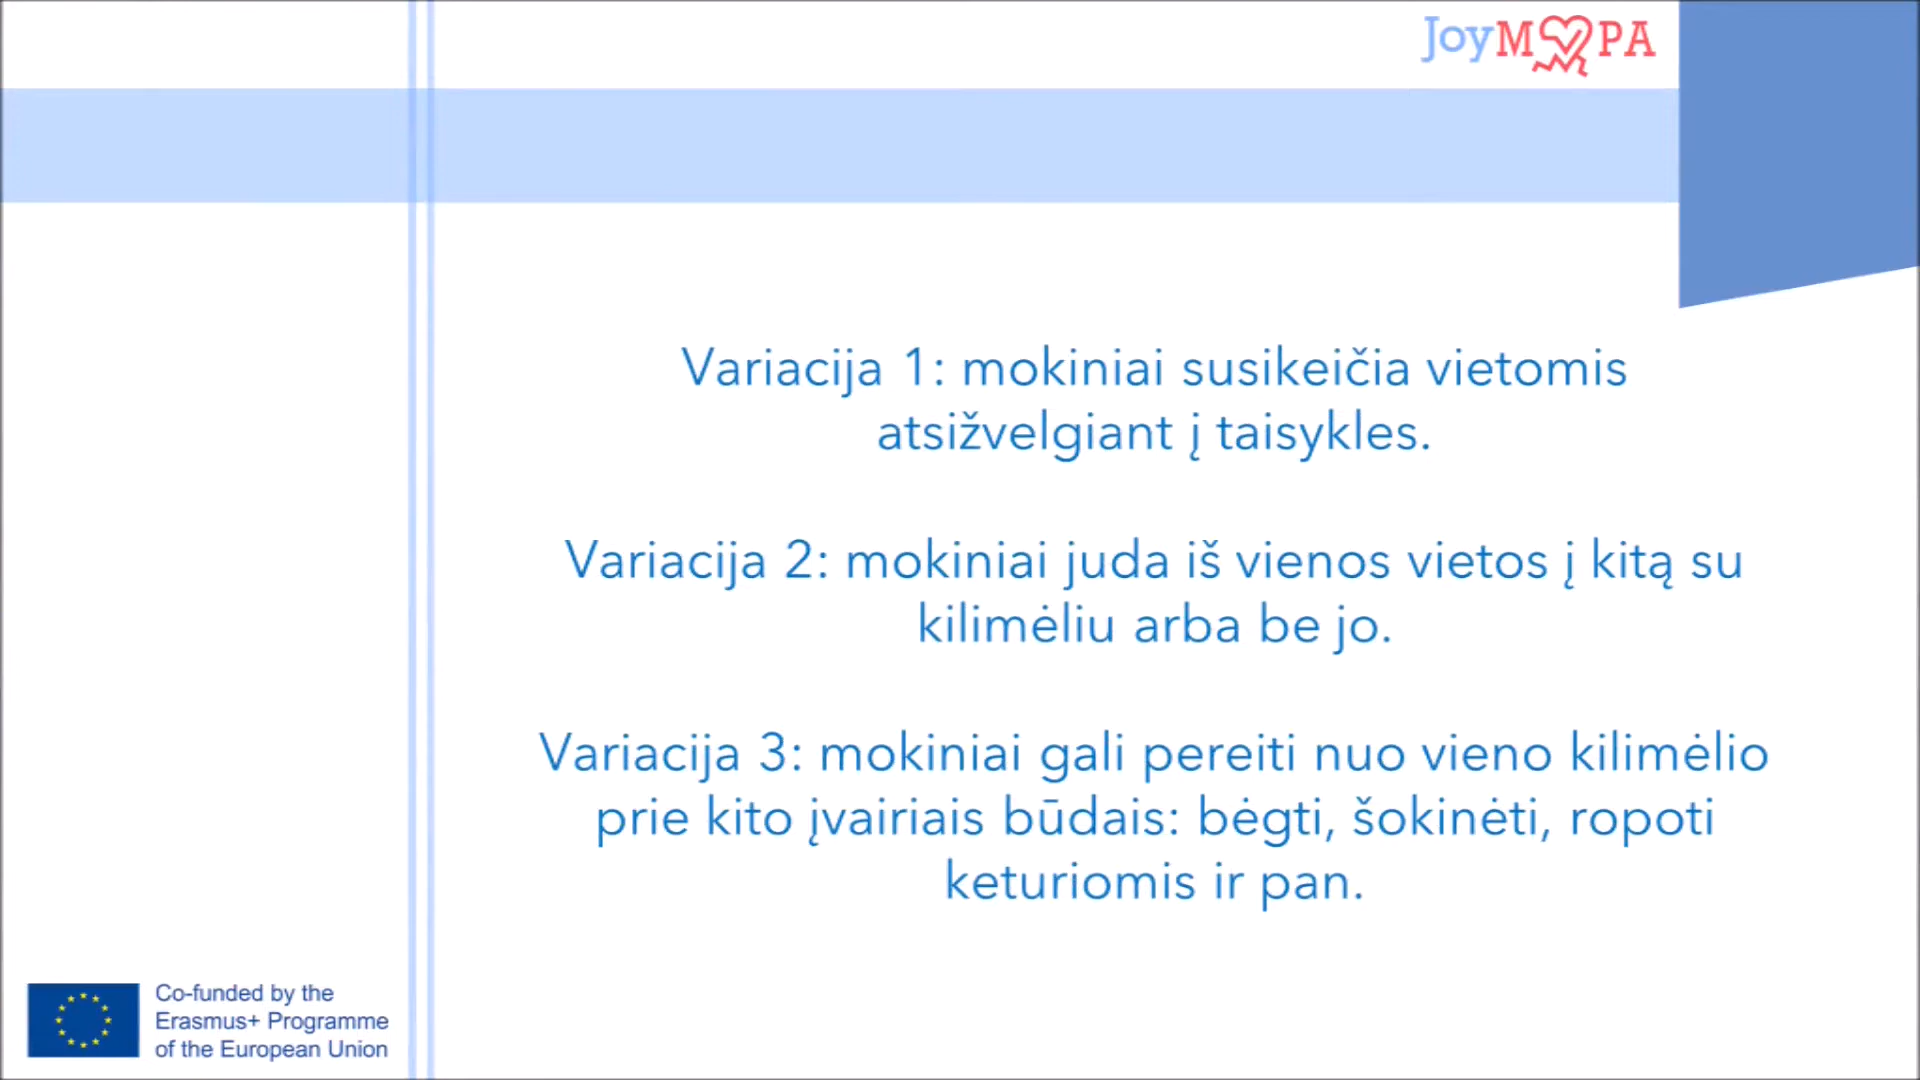 JoyMOPA
Variacija 1: mokiniai susikeičia vietomis
atsižvelgiant į taisykles.
Variacija 2: mokiniai juda iš vienos vietos į kitą su
kilimėliu arba be jo.
Variacija 3: mokiniai gali pereiti nuo vieno kilimėlio
prie kito įvairiais būdais: bėgti, šokinėti, ropoti
keturiomis ir pan.
Co-funded by the
Erasmus+ Programme
of the European Union